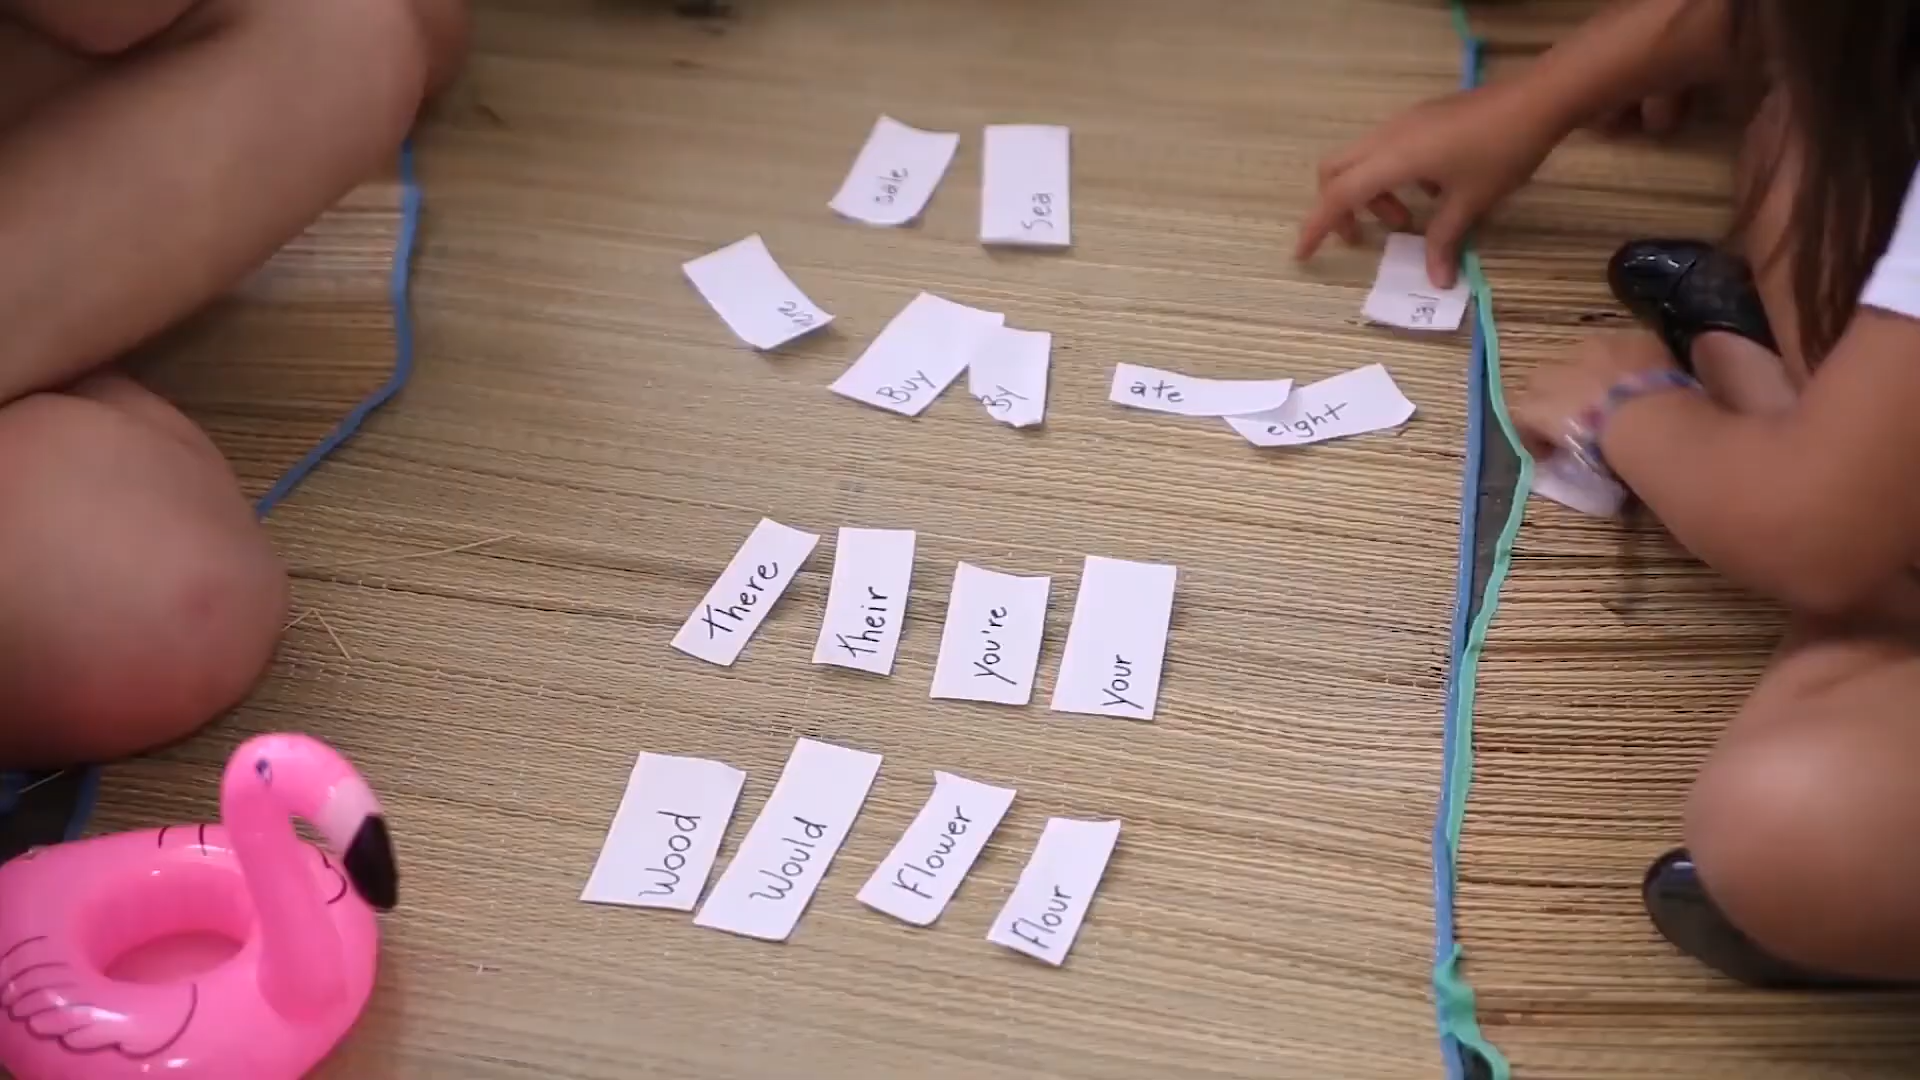 sale
Sea
Buy
By
ate
eight
there
their
you're
your
Wood
Would
Flower
Flour